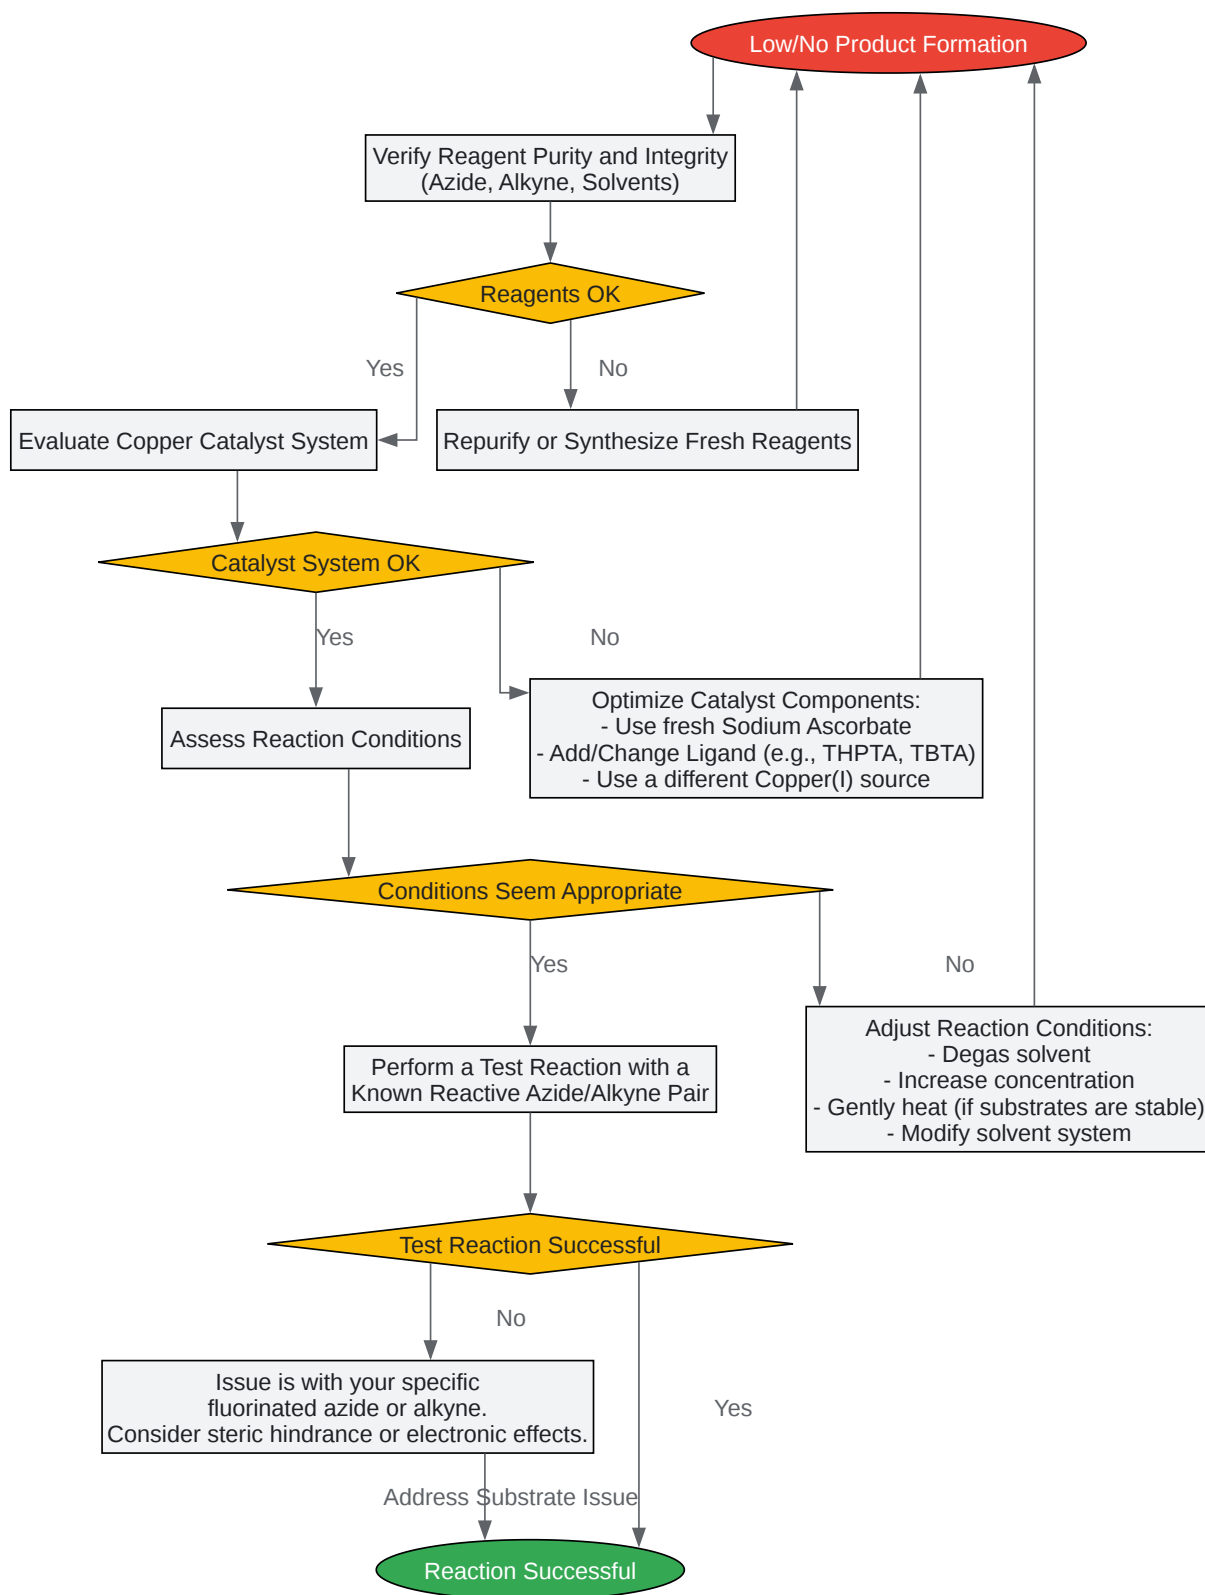 Low/No Product Formation
Verify Reagent Purity and Integrity
(Azide, Alkyne, Solvents)
Reagents OK
Yes
No
Evaluate Copper Catalyst System
Repurify or Synthesize Fresh Reagents
Catalyst System OK
Yes
No
Assess Reaction Conditions
Optimize Catalyst Components:
- Use fresh Sodium Ascorbate
- Add/Change Ligand (e.g., THPTA, TBTA)
- Use a different Copper(I) source
Conditions Seem Appropriate
Yes
No
Perform a Test Reaction with a
Known Reactive Azide/Alkyne Pair
Adjust Reaction Conditions:
- Degas solvent
- Increase concentration
- Gently heat (if substrates are stable)
- Modify solvent system
Test Reaction Successful
No
Yes
Issue is with your specific
fluorinated azide or alkyne.
Consider steric hindrance or electronic effects.
Address Substrate Issue
Reaction Successful